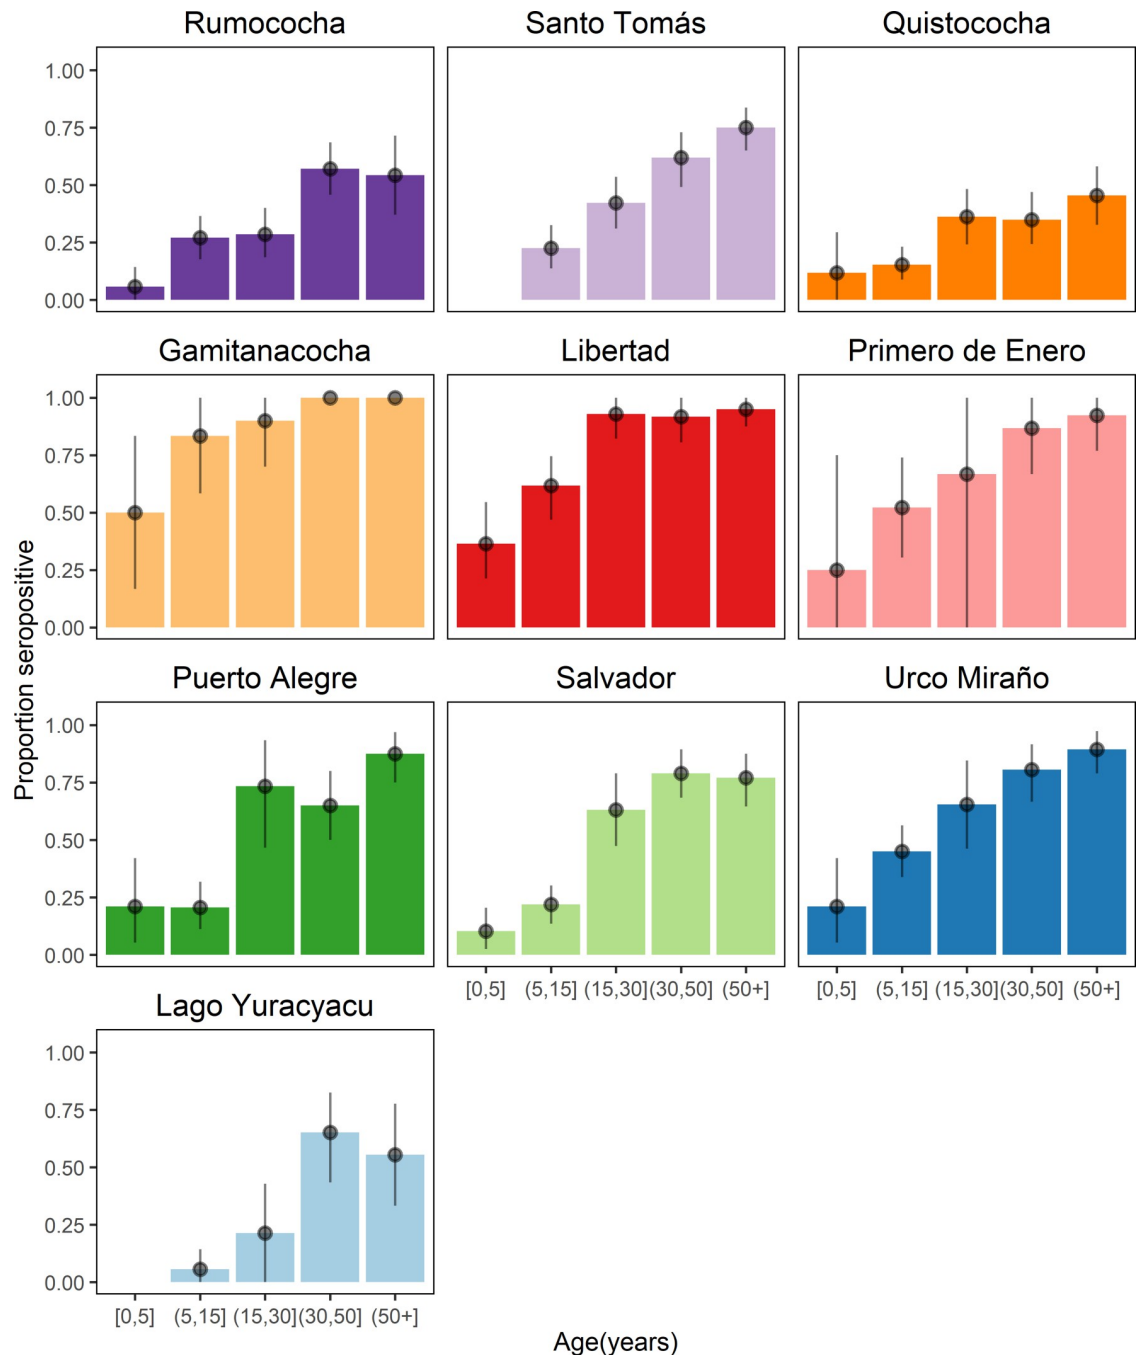 Rumococha Santo Tomás Quistococha
1.00
0.75
0.50
0.25
0.00
Gamitanacocha Libertad Primero de Enero
1.00
0.75
0.50
0.25
0.00
Proportion seropositive
Puerto Alegre Salvador Urco Miraño
1.00
0.75
0.50
0.25
0.00
[0,5] (5,15] (15,30] (30,50] (50+] [0,5] (5,15] (15,30] (30,50] (50+]
Lago Yuracyacu
1.00
0.75
0.50
0.25
0.00
[0,5] (5,15] (15,30] (30,50] (50+]
Age(years)